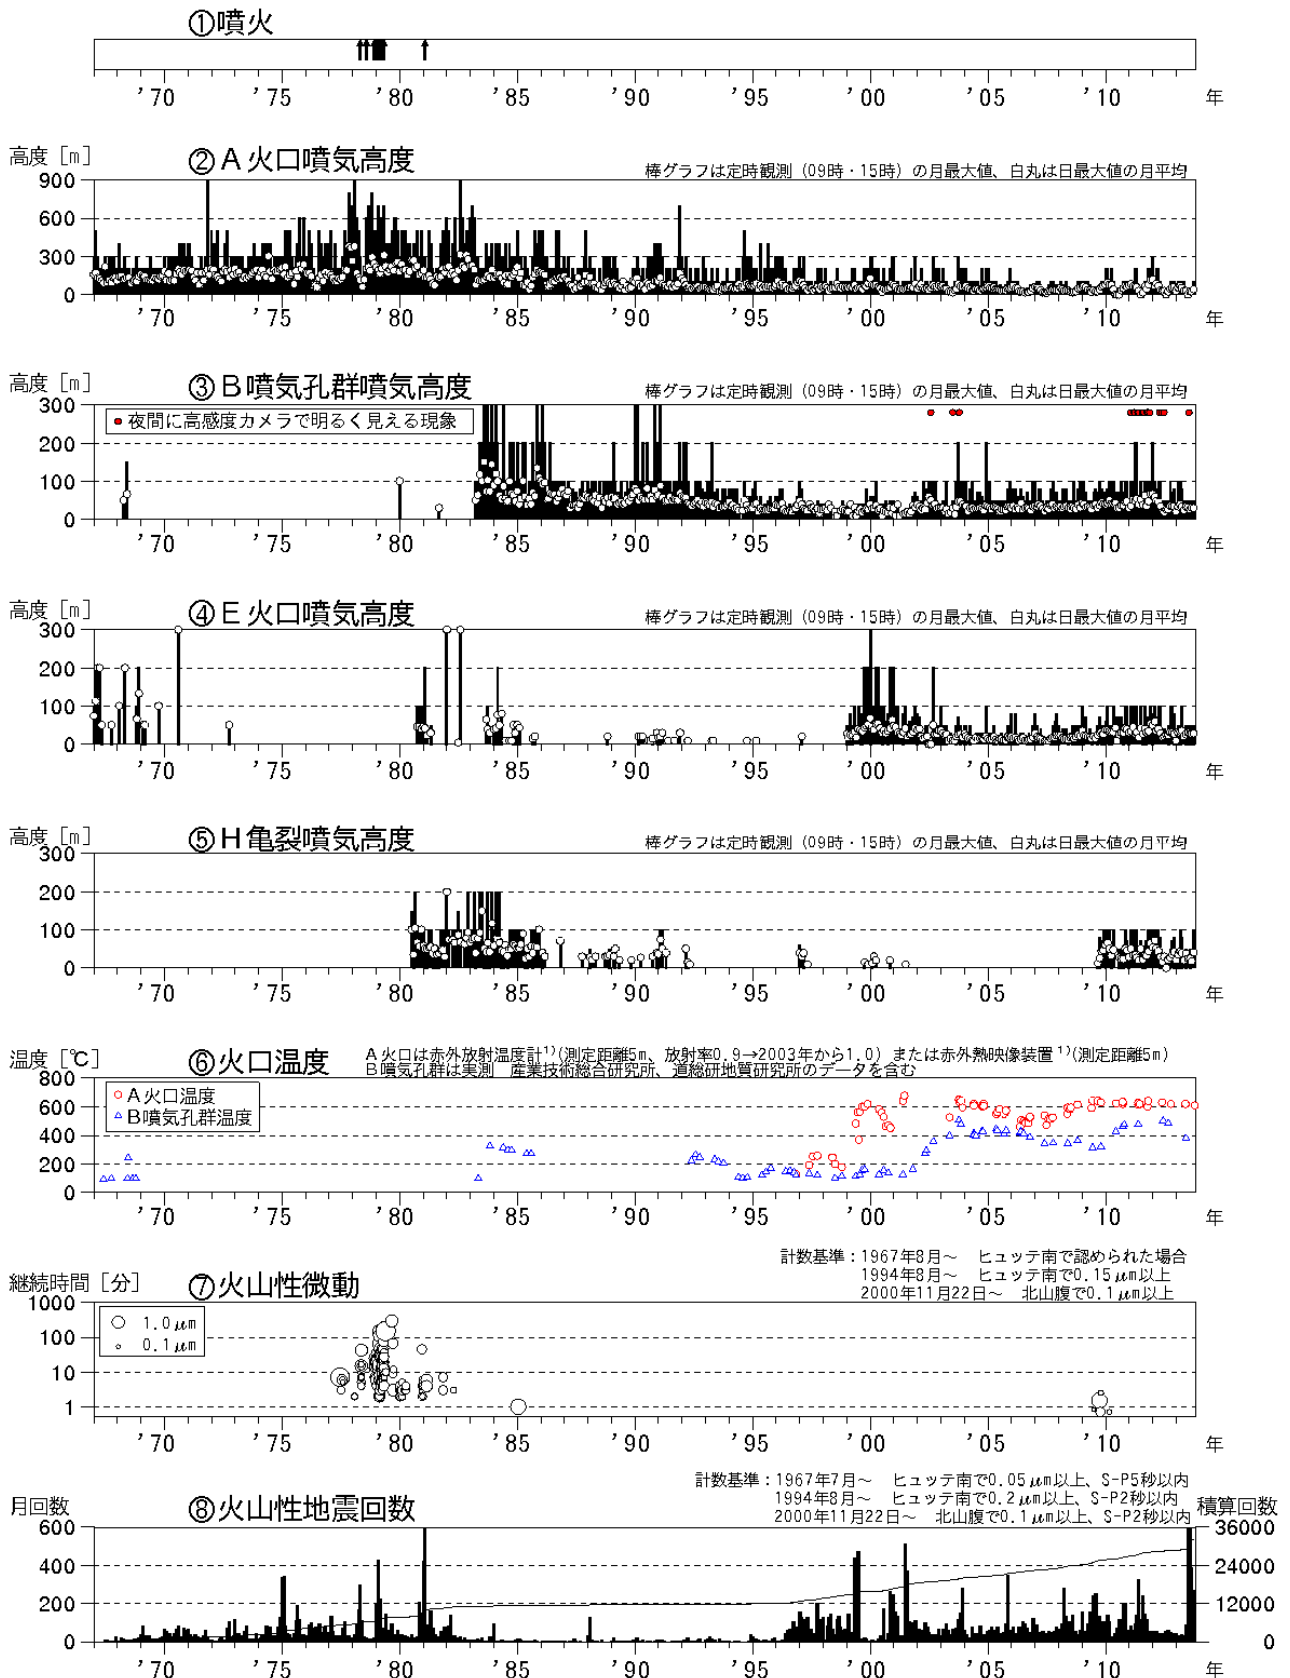 ①噴火
'70 '75 '80 '85 '90 '95 '00 '05 '10 年
高度［m］ ②A火口噴気高度 棒グラフは定時観測（09時・15時）の月最大値、白丸は日最大値の月平均
900
600
300
0
'70 '75 '80 '85 '90 '95 '00 '05 '10 年
高度［m］ ③B噴気孔群噴気高度 棒グラフは定時観測（09時・15時）の月最大値、白丸は日最大値の月平均
300
夜間に高感度カメラで明るく見える現象
200
100
0
'70 '75 '80 '85 '90 '95 '00 '05 '10 年
高度［m］ ④E火口噴気高度 棒グラフは定時観測（09時・15時）の月最大値、白丸は日最大値の月平均
300
200
100
0
'70 '75 '80 '85 '90 '95 '00 '05 '10 年
高度［m］ ⑤H亀裂噴気高度 棒グラフは定時観測（09時・15時）の月最大値、白丸は日最大値の月平均
300
200
100
0
'70 '75 '80 '85 '90 '95 '00 '05 '10 年
温度［℃］ ⑥火口温度 A火口は赤外放射温度計1)(測定距離5m、放射率0.9→2003年から1.0) または赤外熱映像装置1)(測定距離5m)
B噴気孔群は実測 産業技術総合研究所、道総研地質研究所のデータを含む
800
A火口温度
600
B噴気孔群温度
400
200
0
'70 '75 '80 '85 '90 '95 '00 '05 '10 年
計数基準：1967年8月～ ヒュッテ南で認められた場合
継続時間［分］ ⑦火山性微動 1994年8月～ ヒュッテ南で0.15μm以上
2000年11月22日～ 北山腹で0.1μm以上
1000
1.0μm
100
0.1μm
10
1
'70 '75 '80 '85 '90 '95 '00 '05 '10 年
計数基準：1967年7月～ ヒュッテ南で0.05μm以上、S-P5秒以内
月回数 ⑧火山性地震回数 1994年8月～ ヒュッテ南で0.2μm以上、S-P2秒以内 積算回数
2000年11月22日～ 北山腹で0.1μm以上、S-P2秒以内
600 36000
400 24000
200 12000
0 0
'70 '75 '80 '85 '90 '95 '00 '05 '10 年